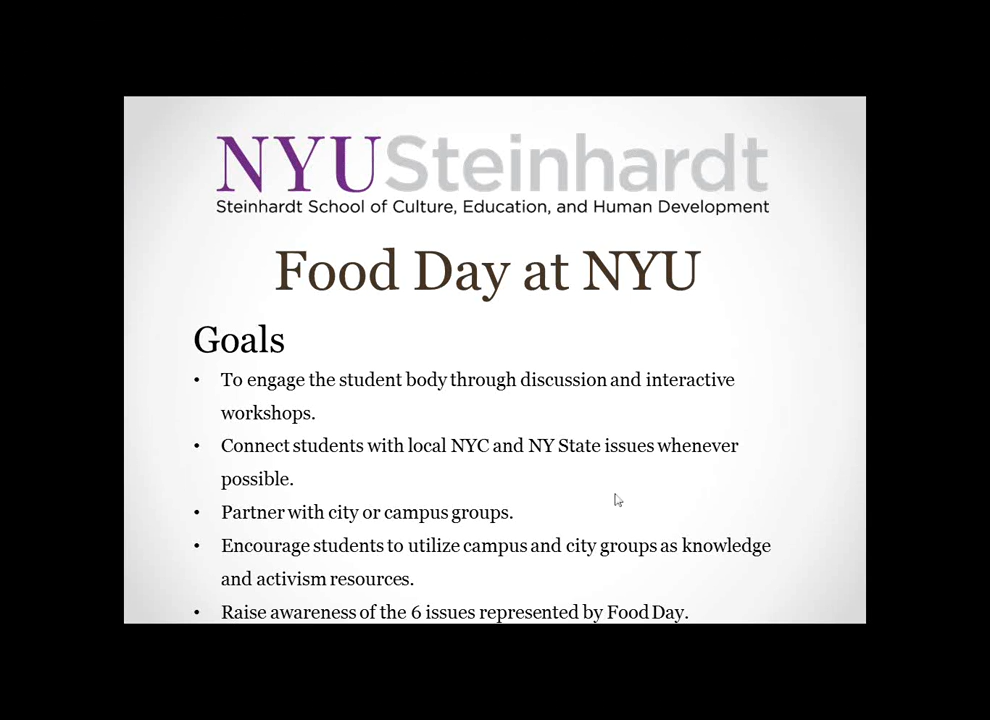 NYU Steinhardt
Steinhardt School of Culture, Education, and Human Development
Food Day at NYU
Goals
• To engage the student body through discussion and interactive
workshops.
• Connect students with local NYC and NY State issues whenever
possible.
• Partner with city or campus groups.
• Encourage students to utilize campus and city groups as knowledge
and activism resources.
• Raise awareness of the 6 issues represented by Food Day.